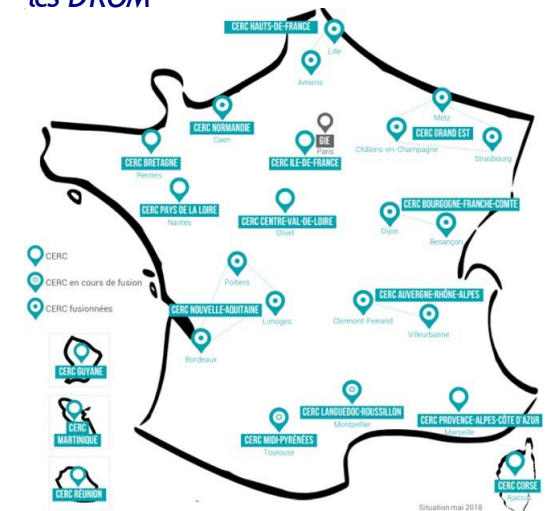 les DROM
CERC HAUTS-DE-FRANCE
Lille
Amiens
CERC NORMANDIE
Caen
GIE
Paris
CERC ILE-DE-FRANCE
Metz
CERC GRAND EST
Châlons-en-Champagne
Strasbourg
CERC BRETAGNE
Rennes
CERC PAYS DE LA LOIRE
Nantes
CERC CENTRE-VAL-DE-LOIRE
Olivet
CERC BOURGOGNE-FRANCHE-COMTE
Dijon
Besançon
CERC
CERC en cours de fusion
CERC fusionnées
Poitiers
CERC NOUVELLE-AQUITAINE
Limoges
Bordeaux
CERC AUVERGNE-RHÔNE-ALPES
Clermont-Ferrand
Villeurbanne
CERC GUYANE
CERC
MARTINIQUE
CERC RÉUNION
CERC LANGUEDOC-ROUSSILLON
Montpellier
CERC MIDI-PYRÉNÉES
Toulouse
CERC PROVENCE-ALPES-CÔTE D'AZUR
Marseille
CERC CORSE
Ajaccio
Situation mai 2018